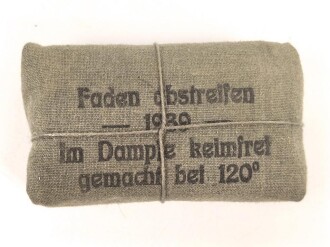 Faden abstreifen
— 1939 —
Im Dampfe keimfrei
gemacht bei 120°